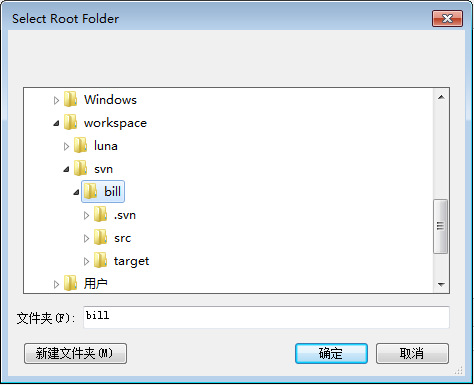 Select Root Folder
Windows
workspace
luna
svn
bill
.svn
src
target
用户
文件夹(F): bill
新建文件夹(M) 确定 取消